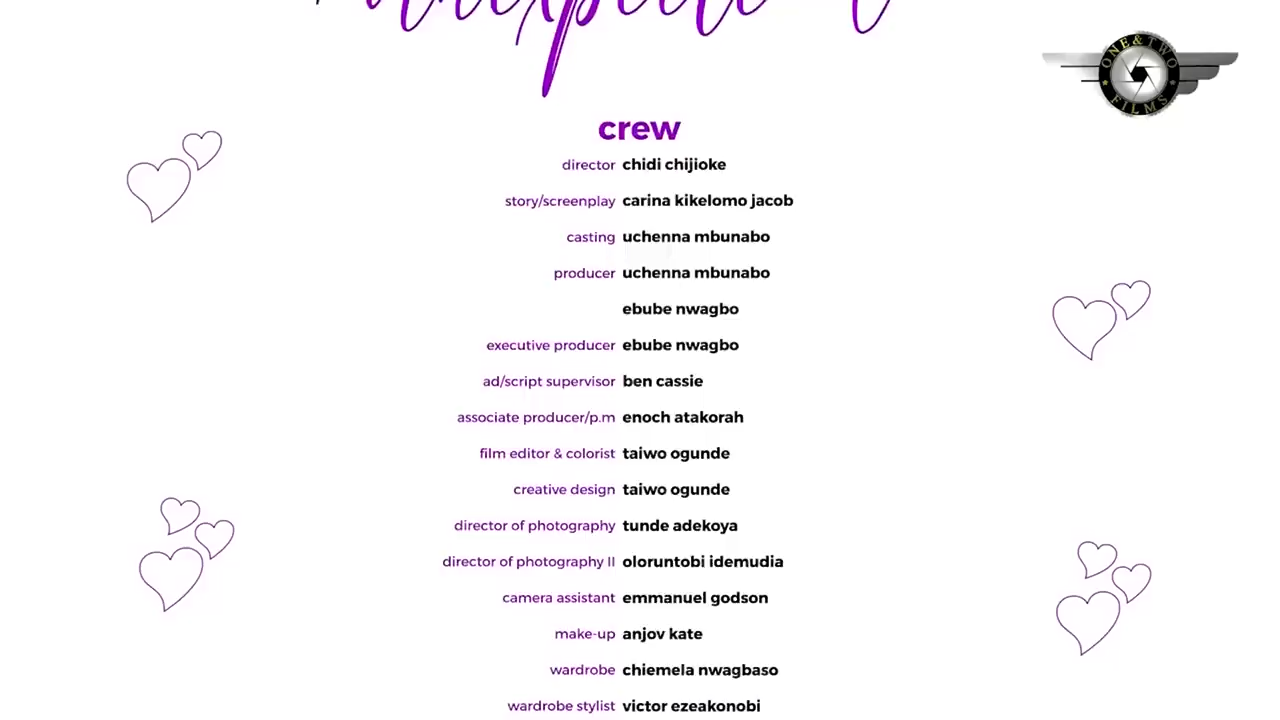 ONE & TWO
FILMS
crew
director chidi chijioke
story/screenplay carina kikelomo jacob
casting uchenna mbunabo
producer uchenna mbunabo
ebube nwagbo
executive producer ebube nwagbo
ad/script supervisor ben cassie
associate producer/p.m enoch atakorah
film editor & colorist taiwo ogunde
creative design taiwo ogunde
director of photography tunde adekoya
director of photography II oloruntobi idemudia
camera assistant emmanuel godson
make-up anjov kate
wardrobe chiemela nwagbaso
wardrobe stylist victor ezeakonobi